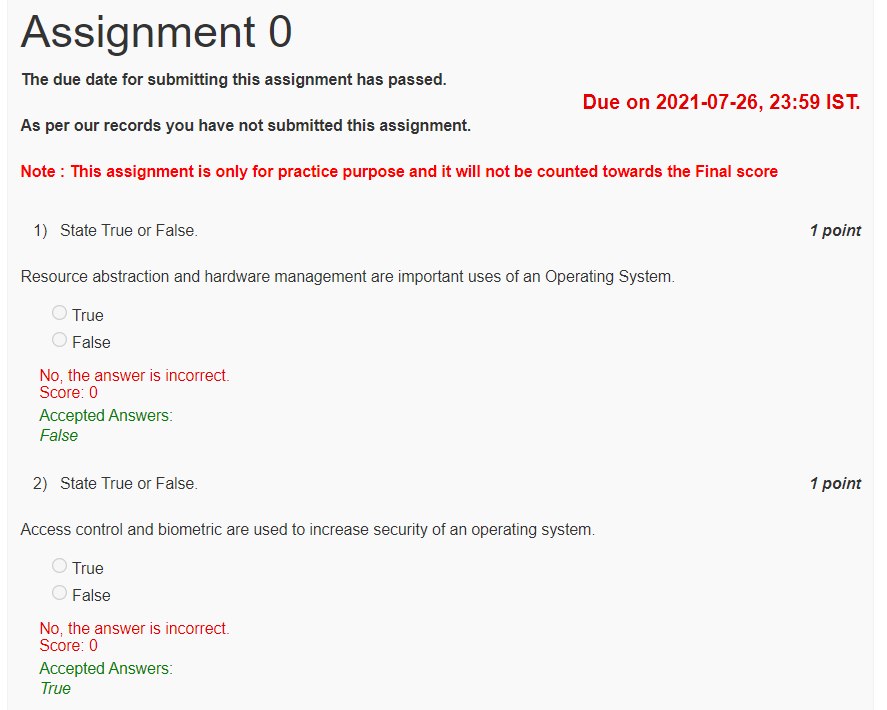 Assignment 0
The due date for submitting this assignment has passed.
Due on 2021-07-26, 23:59 IST.
As per our records you have not submitted this assignment.
Note : This assignment is only for practice purpose and it will not be counted towards the Final score
1) State True or False. 1 point
Resource abstraction and hardware management are important uses of an Operating System.
True
False
No, the answer is incorrect.
Score: 0
Accepted Answers:
False
2) State True or False. 1 point
Access control and biometric are used to increase security of an operating system.
True
False
No, the answer is incorrect.
Score: 0
Accepted Answers:
True